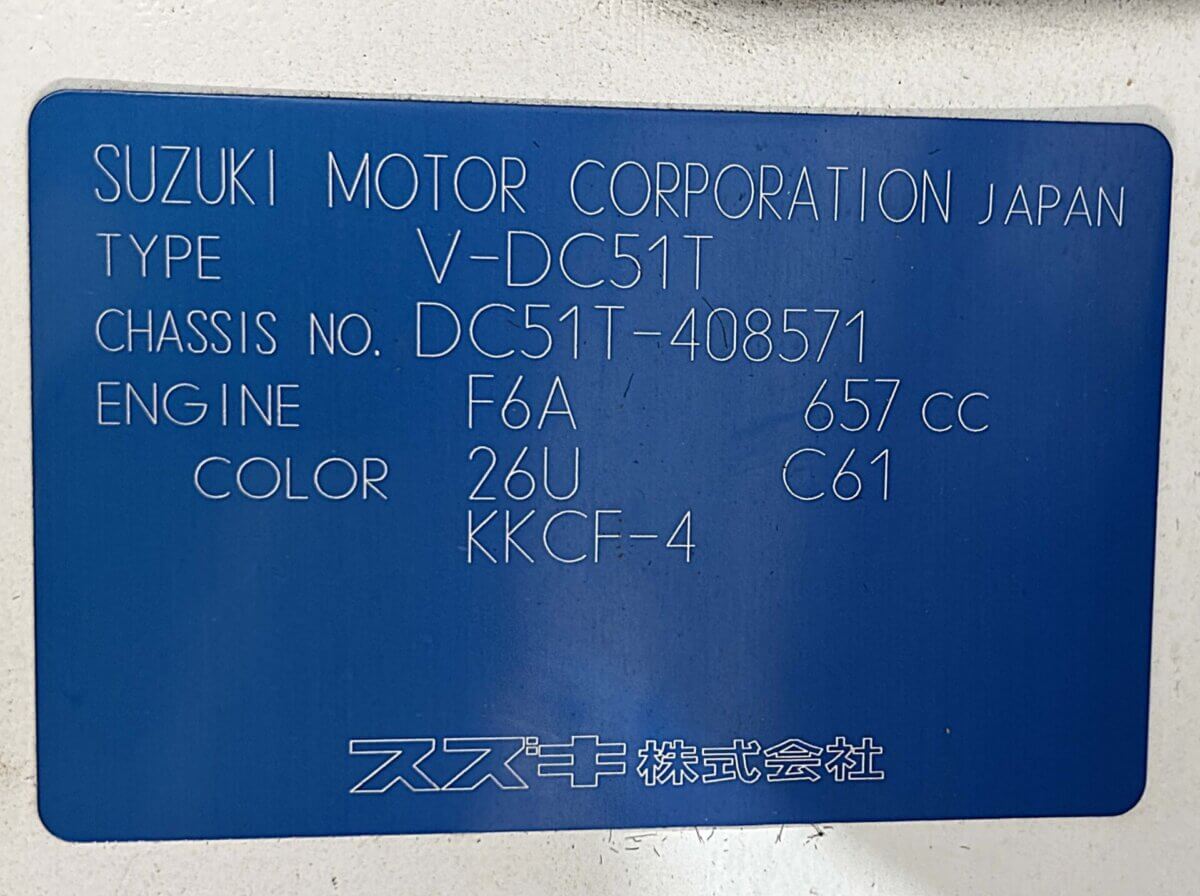 SUZUKI MOTOR CORPORATION JAPAN
TYPE V-DC51T
CHASSIS NO. DC51T-408571
ENGINE F6A 657 CC
COLOR 26U C61
KKCF-4
スズキ株式会社